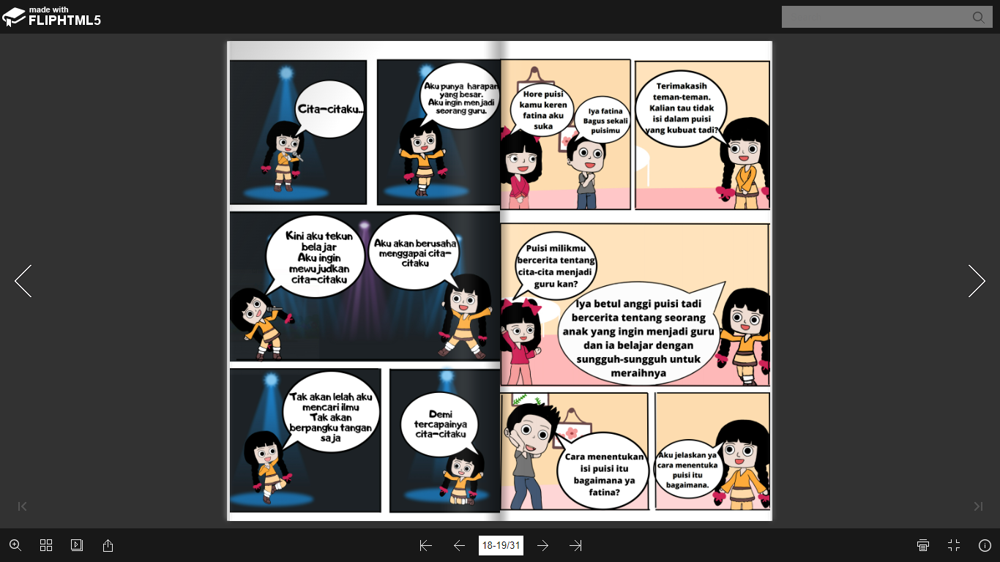 made with
FLIPHTML5
Cita-citaku...
Aku punya harapan
yang besar.
Aku ingin menjadi
seorang guru.
Kini aku tekun
belajar
Aku ingin
mewujudkan
cita-citaku
Aku akan berusaha
menggapai cita-
citaku
Tak akan lelah aku
mencari ilmu
Tak akan
berpangku tangan
saja
Demi
tercapainya
cita-citaku
Hore puisi
kamu keren
fatina aku
suka
Iya fatina
Bagus sekali
puisimu
Terimakasih
teman-teman.
Kalian tau tidak
isi dalam puisi
yang kubuat tadi?
Puisi milikmu
bercerita tentang
cita-cita menjadi
guru kan?
Iya betul anggi puisi tadi
bercerita tentang seorang
anak yang ingin menjadi guru
dan ia belajar dengan
sungguh-sungguh untuk
meraihnya
Cara menentukan
isi puisi itu
bagaimana ya
fatina?
Aku jelaskan ya
cara menentuka
puisi itu
bagaimana.
18-19/31